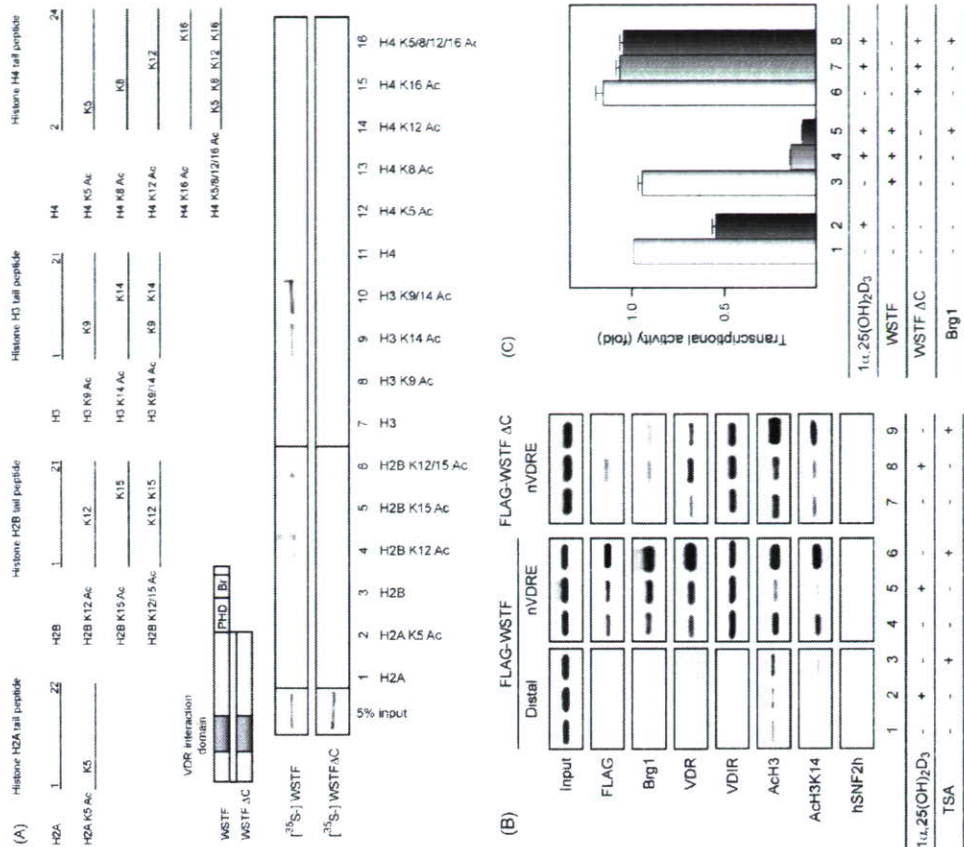 (A)
Histone H2A tail peptide
H2A 1 22
H2A K5 Ac K5
Histone H2B tail peptide
H2B 1 21
H2B K12 Ac K12
H2B K15 Ac K15
H2B K12/15 Ac K12 K15
Histone H3 tail peptide
H3 1 21
H3 K9 Ac K9
H3 K14 Ac K14
H3 K9/14 Ac K9 K14
Histone H4 tail peptide
H4 2 24
H4 K5 Ac K5
H4 K8 Ac K8
H4 K12 Ac K12
H4 K16 Ac K16
H4 K5/8/12/16 Ac K5 K8 K12 K16
VDR interaction
domain
WSTF PHD Br
WSTF ΔC
[35S-] WSTF
[35S-] WSTFΔC
5% input 1 2 3 4 5 6 7 8 9 10 11 12 13 14 15 16
H2A
H2A K5 Ac
H2B
H2B K12 Ac
H2B K15 Ac
H2B K12/15 Ac
H3
H3 K9 Ac
H3 K14 Ac
H3 K9/14 Ac
H4
H4 K5 Ac
H4 K8 Ac
H4 K12 Ac
H4 K16 Ac
H4 K5/8/12/16 Ac
(B)
FLAG-WSTF FLAG-WSTF ΔC
Distal nVDRE nVDRE
Input
FLAG
Brg1
VDR
VDIR
AcH3
AcH3K14
hSNF2h
1 2 3 4 5 6 7 8 9
1α,25(OH)2D3 - + - - + - - + -
TSA - - + - - + - - +
(C)
Transcriptional activity (fold)
1.0
0.5
1 2 3 4 5 6 7 8
1α,25(OH)2D3 - + - + + - + +
WSTF - - + + + - - -
WSTF ΔC - - - - - + + +
Brg1 - - - - + - - +